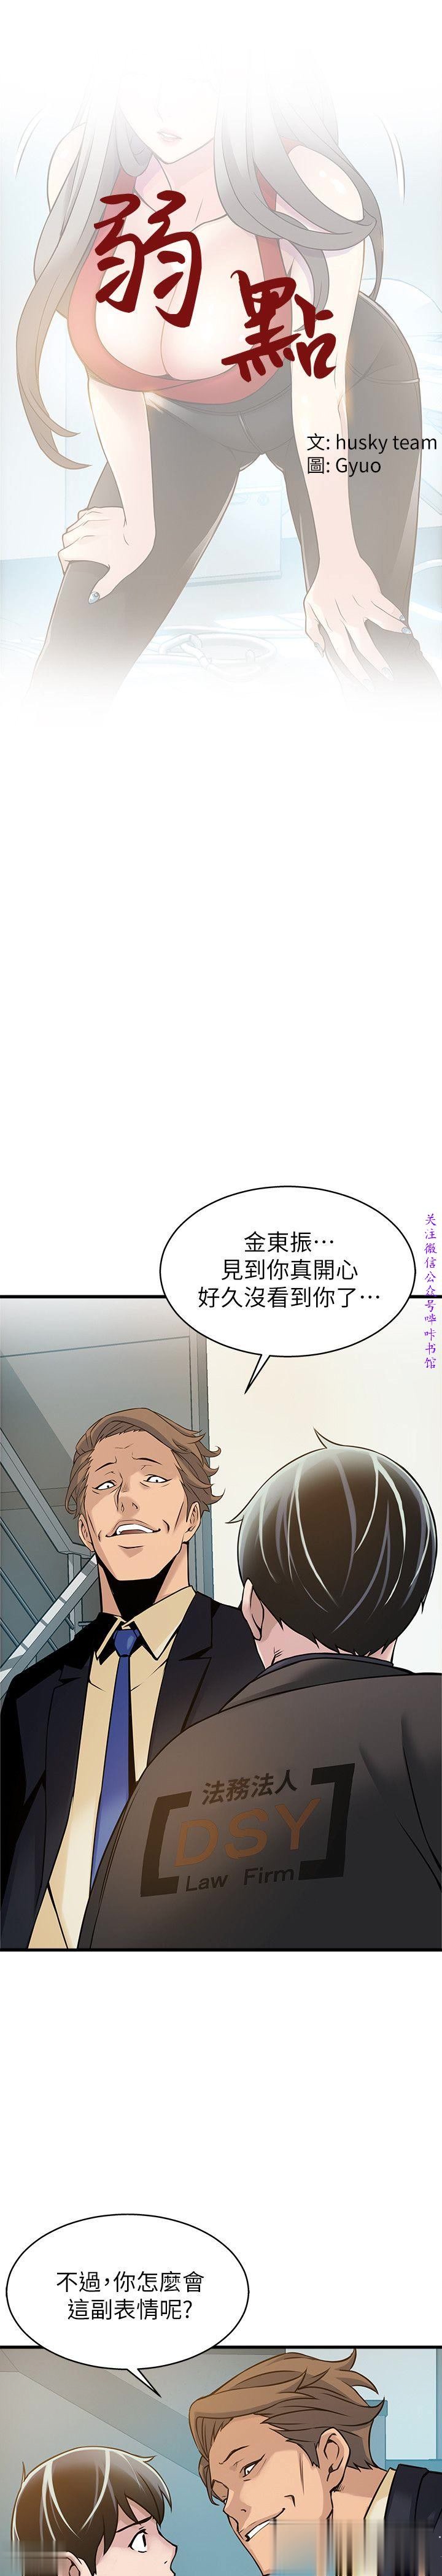 弱點
文: husky team
圖: Gyuo
金東振…
見到你真開心
好久沒看到你了…
关注微信公众号哔咔书馆
法務法人
DSY
Law Firm
不過,你怎麼會
這副表情呢?